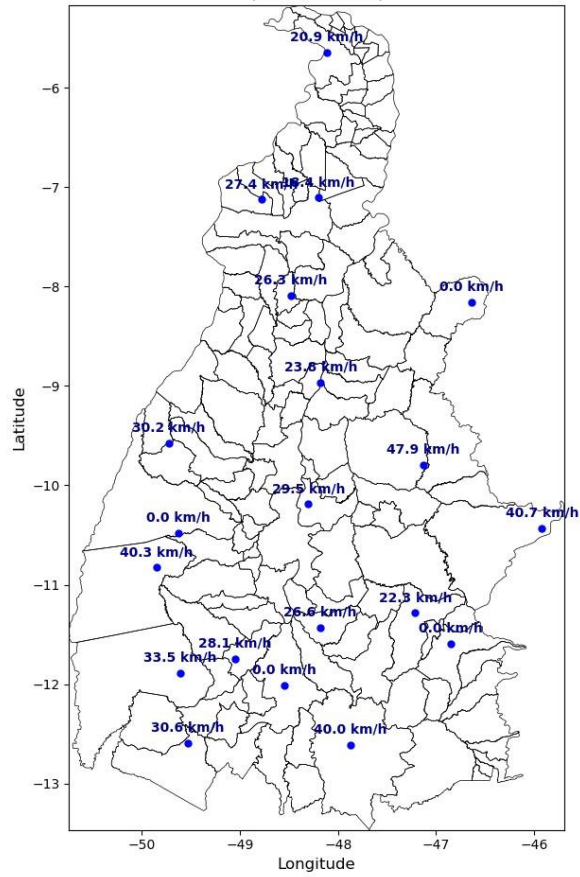 20.9 km/h
−6
27.4 km/h
18.4 km/h
−7
26.3 km/h
0.0 km/h
−8
23.8 km/h
−9
30.2 km/h
47.9 km/h
−10
29.5 km/h
0.0 km/h
40.7 km/h
40.3 km/h
−11
22.3 km/h
26.6 km/h
0.0 km/h
28.1 km/h
33.5 km/h
0.0 km/h
−12
30.6 km/h
40.0 km/h
−13
Latitude
−50 −49 −48 −47 −46
Longitude